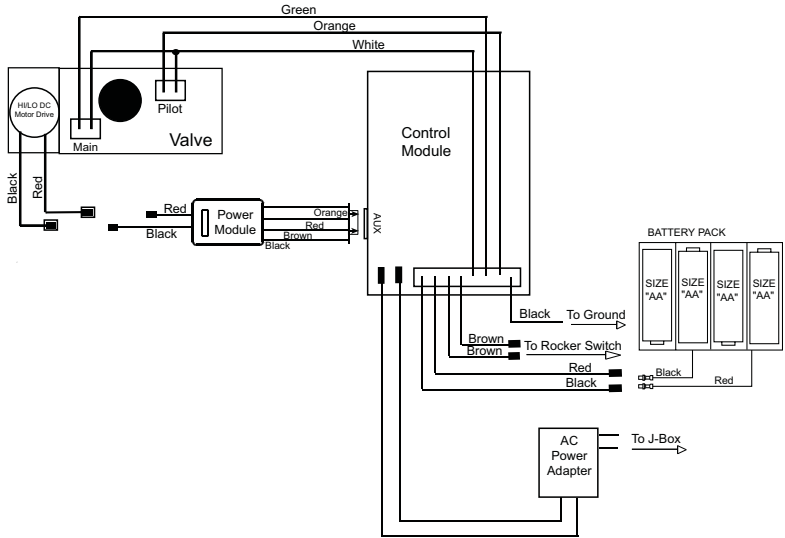 Green
Orange
White
HI/LO DC
Motor Drive
Pilot
Main
Valve
Control
Module
Black
Red
Red
Black
Power
Module
Orange
Red
Brown
Black
AUX
BATTERY PACK
SIZE
"AA"
SIZE
"AA"
SIZE
"AA"
SIZE
"AA"
Black
To Ground
Brown
Brown
To Rocker Switch
Red
Black
Black
Red
AC
Power
Adapter
To J-Box